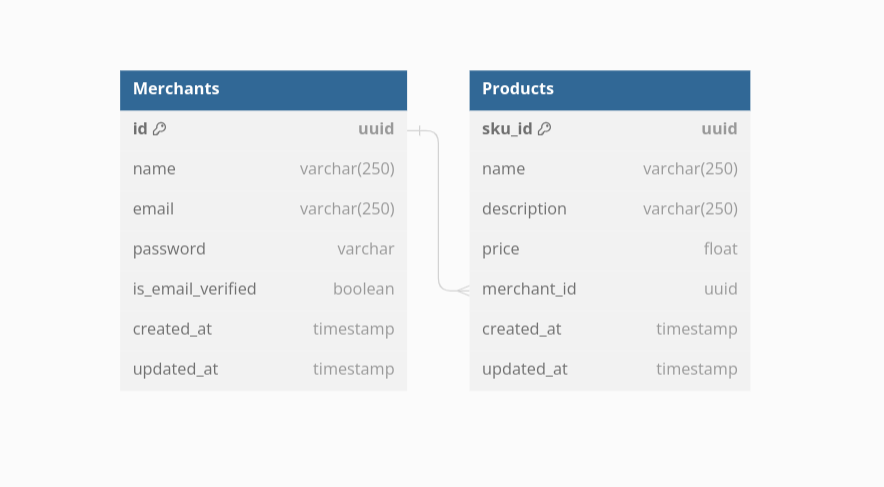 Merchants
id uuid
name varchar(250)
email varchar(250)
password varchar
is_email_verified boolean
created_at timestamp
updated_at timestamp
Products
sku_id uuid
name varchar(250)
description varchar(250)
price float
merchant_id uuid
created_at timestamp
updated_at timestamp